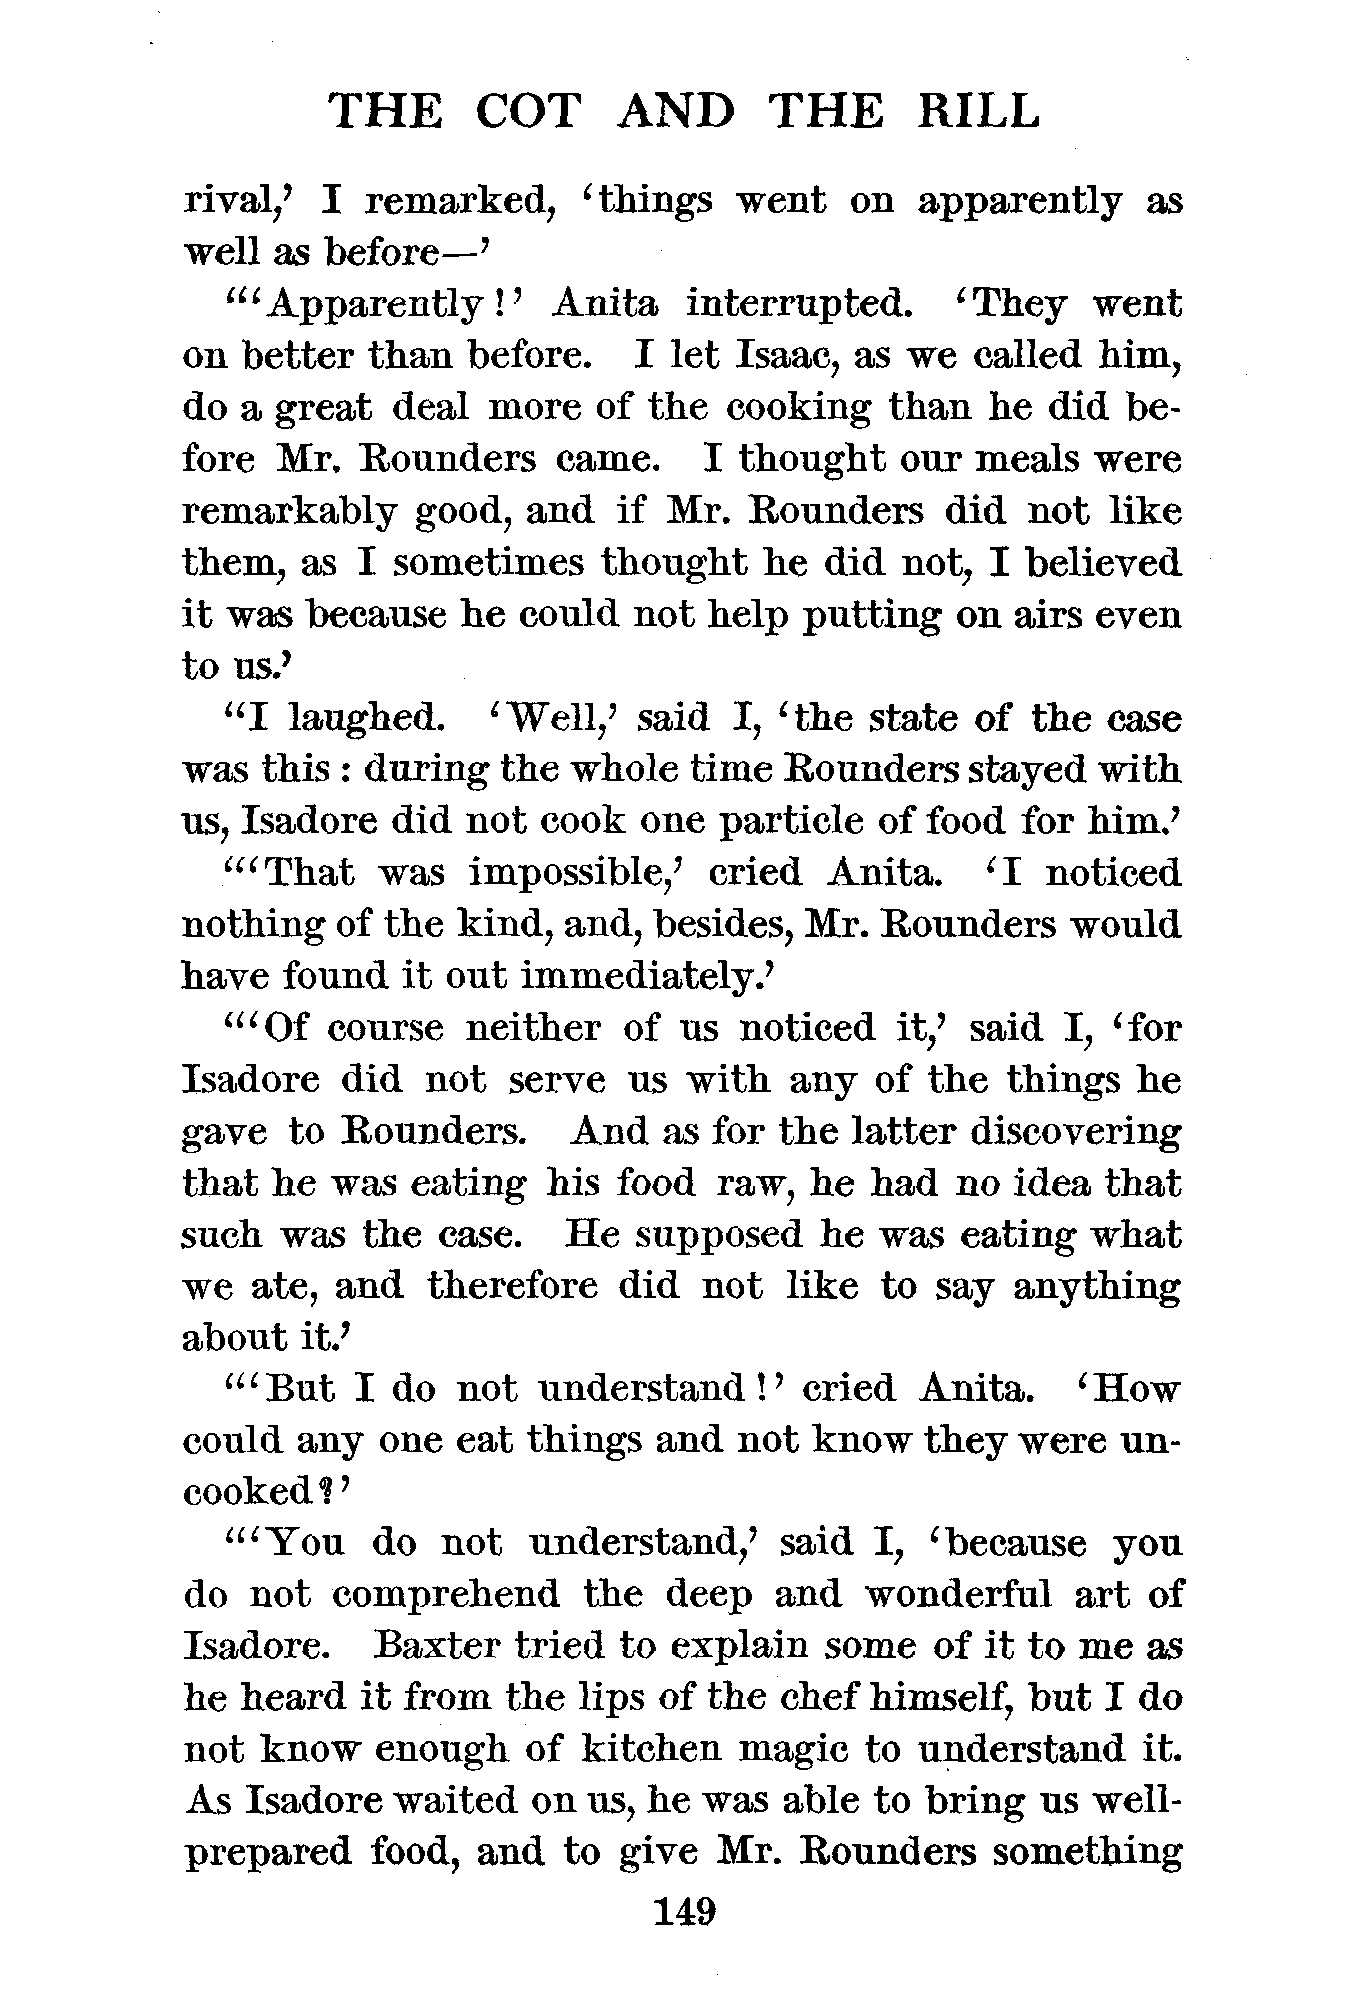 THE COT AND THE RILL
rival,’ I remarked, ‘things went on apparently as
well as before—’
“‘Apparently!’ Anita interrupted. ‘They went
on better than before. I let Isaac, as we called him,
do a great deal more of the cooking than he did be-
fore Mr. Rounders came. I thought our meals were
remarkably good, and if Mr. Rounders did not like
them, as I sometimes thought he did not, I believed
it was because he could not help putting on airs even
to us.’
“I laughed. ‘Well,’ said I, ‘the state of the case
was this: during the whole time Rounders stayed with
us, Isadore did not cook one particle of food for him.’
“‘That was impossible,’ cried Anita. ‘I noticed
nothing of the kind, and, besides, Mr. Rounders would
have found it out immediately.’
“‘Of course neither of us noticed it,’ said I, ‘for
Isadore did not serve us with any of the things he
gave to Rounders. And as for the latter discovering
that he was eating his food raw, he had no idea that
such was the case. He supposed he was eating what
we ate, and therefore did not like to say anything
about it.’
“‘But I do not understand!’ cried Anita. ‘How
could any one eat things and not know they were un-
cooked?’
“‘You do not understand,’ said I, ‘because you
do not comprehend the deep and wonderful art of
Isadore. Baxter tried to explain some of it to me as
he heard it from the lips of the chef himself, but I do
not know enough of kitchen magic to understand it.
As Isadore waited on us, he was able to bring us well-
prepared food, and to give Mr. Rounders something
149